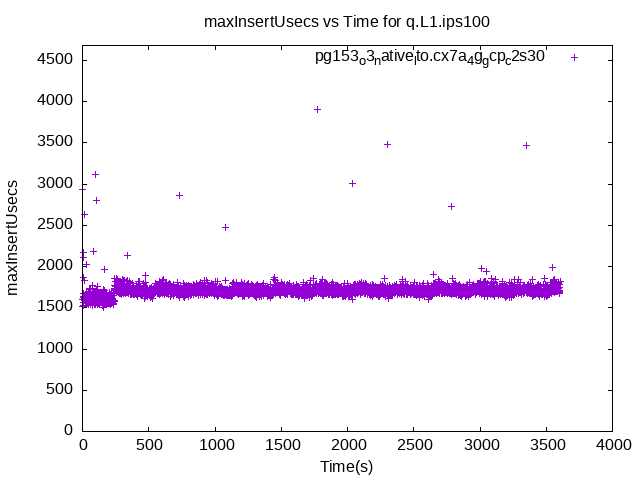 maxInsertUsecs vs Time for q.L1.ips100
pg153_o3_native_lto.cx7a_4g_gcp_c2s30
4500
4000
3500
3000
2500
2000
1500
1000
500
0
maxInsertUsecs
0 500 1000 1500 2000 2500 3000 3500 4000
Time(s)